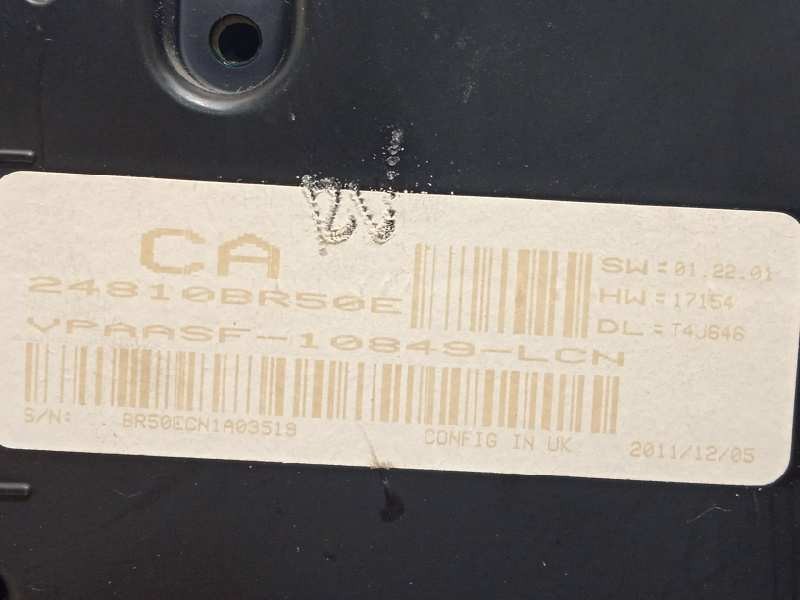 CA
24810BR50E
VPAASF-10849-LCN
SW:01.22.01
HW:17154
DL:T4J646
S/N: BR50ECN1A03519
CONFIG IN UK
2011/12/05